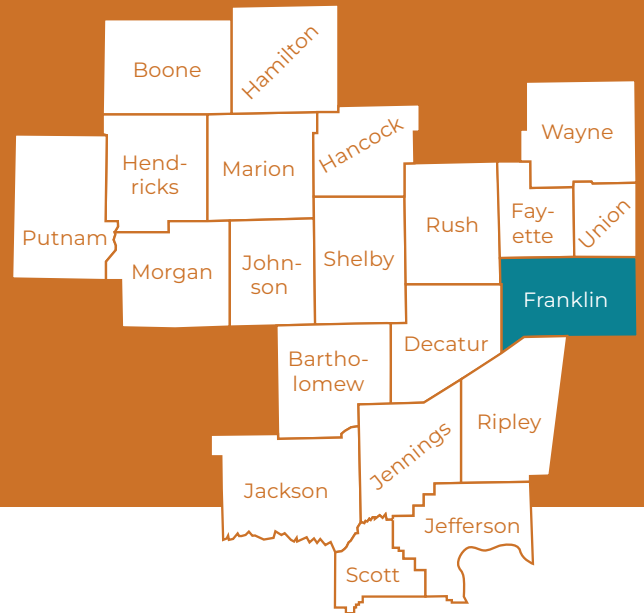 Boone
Hamilton
Wayne
Hancock
Hend-
ricks
Marion
Putnam
Rush
Fay-
ette
Union
Morgan
John-
son
Shelby
Franklin
Decatur
Bartho-
lomew
Ripley
Jennings
Jackson
Jefferson
Scott